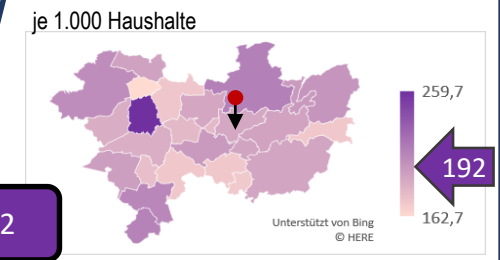 je 1.000 Haushalte
259,7
192
162,7
2
Unterstützt von Bing
© HERE